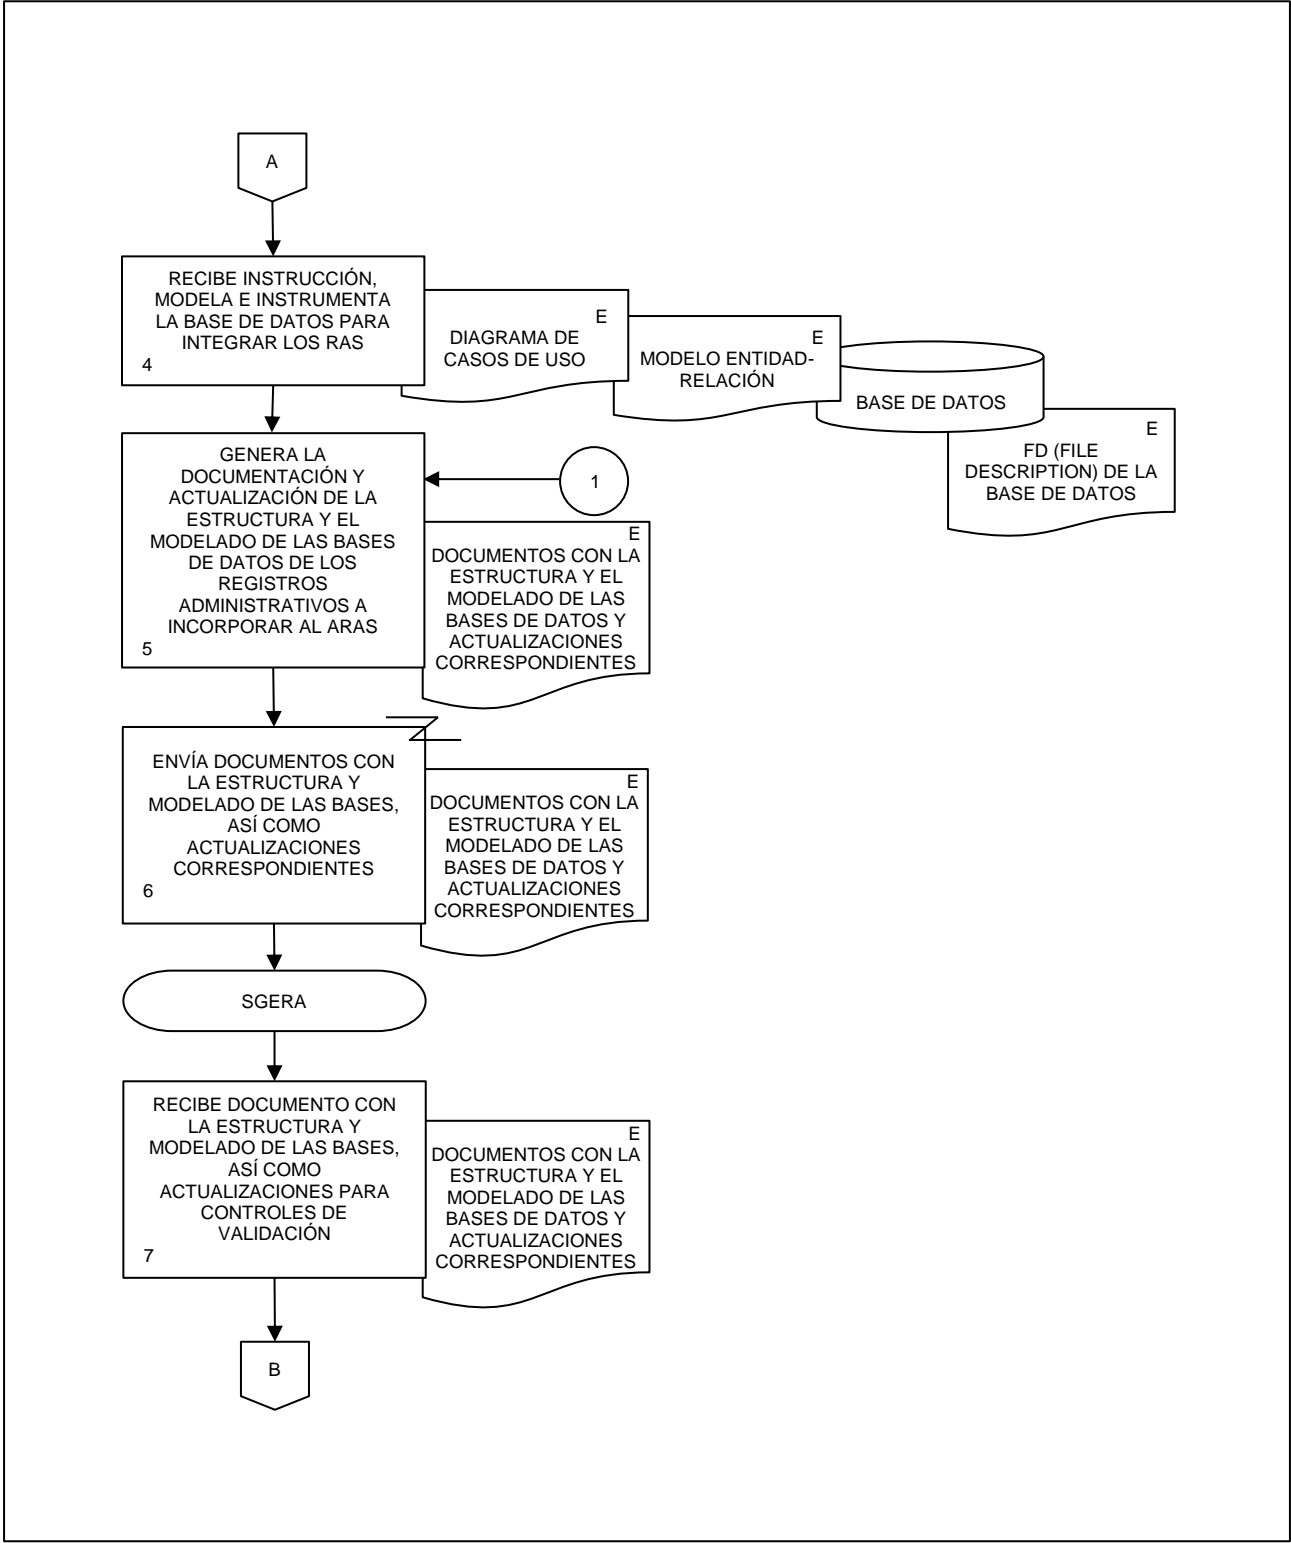 A
RECIBE INSTRUCCIÓN,
MODELA E INSTRUMENTA
LA BASE DE DATOS PARA
INTEGRAR LOS RAS
4
E
DIAGRAMA DE
CASOS DE USO
E
MODELO ENTIDAD-
RELACIÓN
BASE DE DATOS
E
FD (FILE
DESCRIPTION) DE LA
BASE DE DATOS
GENERA LA
DOCUMENTACIÓN Y
ACTUALIZACIÓN DE LA
ESTRUCTURA Y EL
MODELADO DE LAS BASES
DE DATOS DE LOS
REGISTROS
ADMINISTRATIVOS A
INCORPORAR AL ARAS
5
1
E
DOCUMENTOS CON LA
ESTRUCTURA Y EL
MODELADO DE LAS
BASES DE DATOS Y
ACTUALIZACIONES
CORRESPONDIENTES
ENVÍA DOCUMENTOS CON
LA ESTRUCTURA Y
MODELADO DE LAS BASES,
ASÍ COMO
ACTUALIZACIONES
CORRESPONDIENTES
6
E
DOCUMENTOS CON LA
ESTRUCTURA Y EL
MODELADO DE LAS
BASES DE DATOS Y
ACTUALIZACIONES
CORRESPONDIENTES
SGERA
RECIBE DOCUMENTO CON
LA ESTRUCTURA Y
MODELADO DE LAS BASES,
ASÍ COMO
ACTUALIZACIONES PARA
CONTROLES DE
VALIDACIÓN
7
E
DOCUMENTOS CON LA
ESTRUCTURA Y EL
MODELADO DE LAS
BASES DE DATOS Y
ACTUALIZACIONES
CORRESPONDIENTES
B